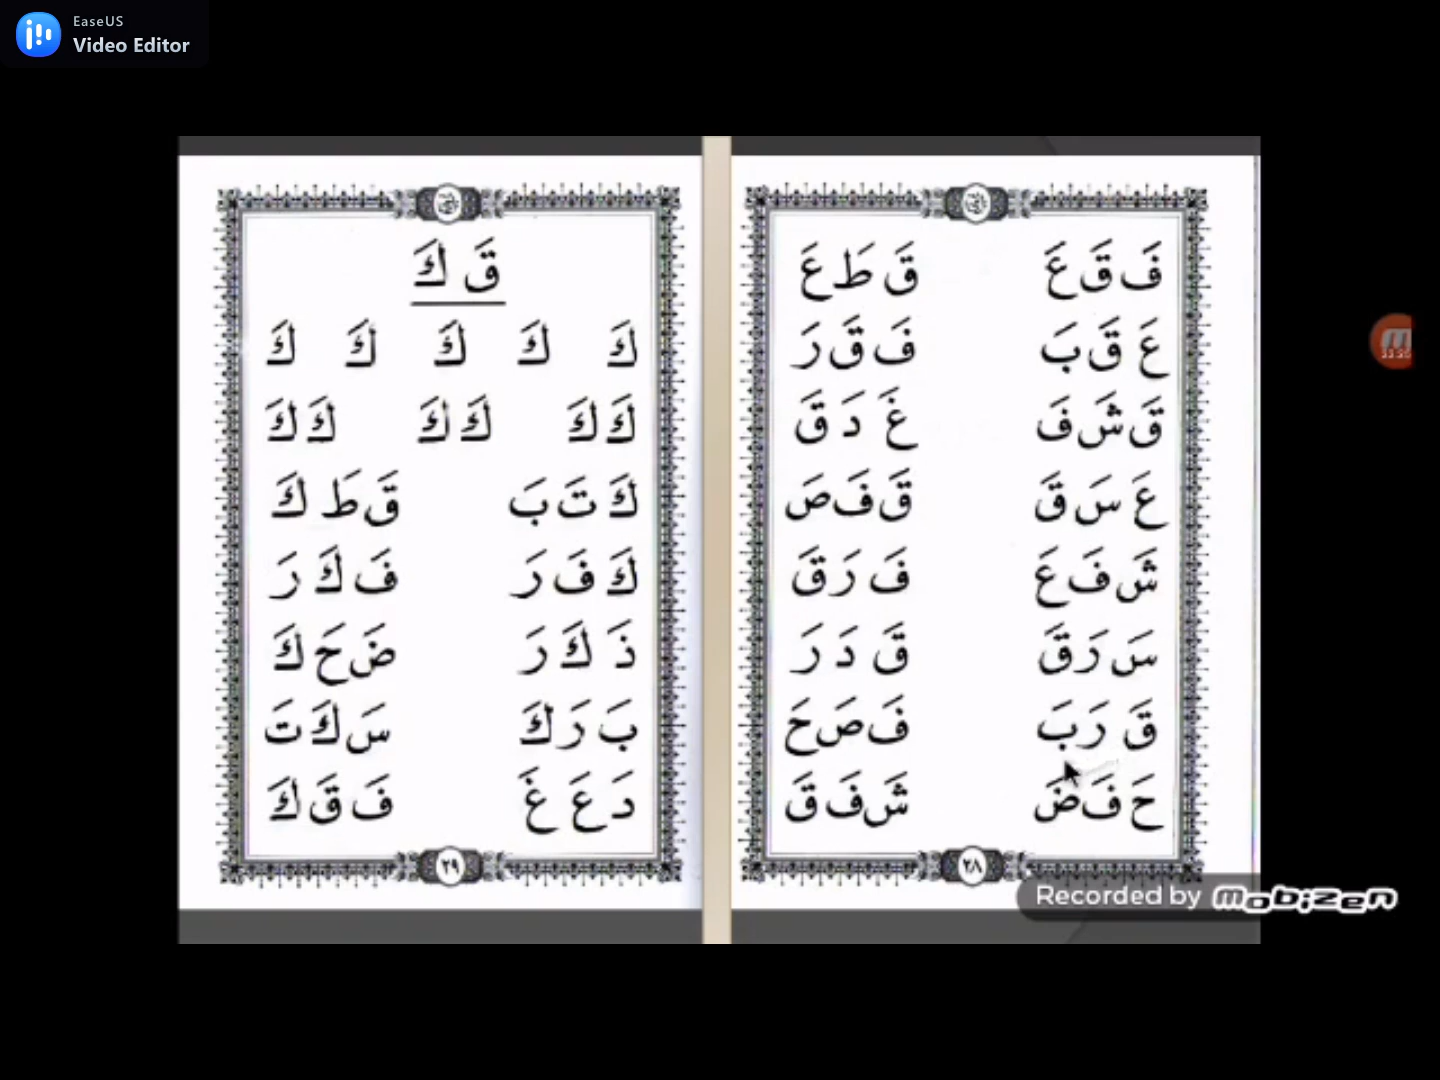 EaseUS
Video Editor
فَ قَ عَ قَ طَ عَ
عَ قَ بَ فَ قَ رَ
قَ شَ فَ غَ دَ قَ
عَ سَ قَ قَ فَ صَ
شَ فَ عَ فَ رَ قَ
سَ رَ قَ قَ دَ رَ
قَ رَ بَ فَ صَ حَ
حَ فَ ضَ شَ فَ قَ
٢٨
قَ كَ
كَ كَ كَ كَ كَ
كَ كَ كَ كَ كَ كَ
كَ تَ بَ قَ طَ كَ
كَ فَ رَ فَ كَ رَ
ذَ كَ رَ ضَ حَ كَ
بَ رَ كَ سَ كَ تَ
دَ عَ غَ فَ قَ كَ
٢٩
Recorded by mobizen